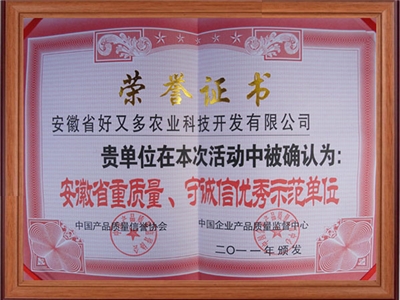 荣誉证书
安徽省好又多农业科技开发有限公司
贵单位在本次活动中被确认为:
安徽省重质量、守诚信优秀示范单位
中国产品质量信誉协会 中国企业产品质量监督中心
二〇一一年颁发